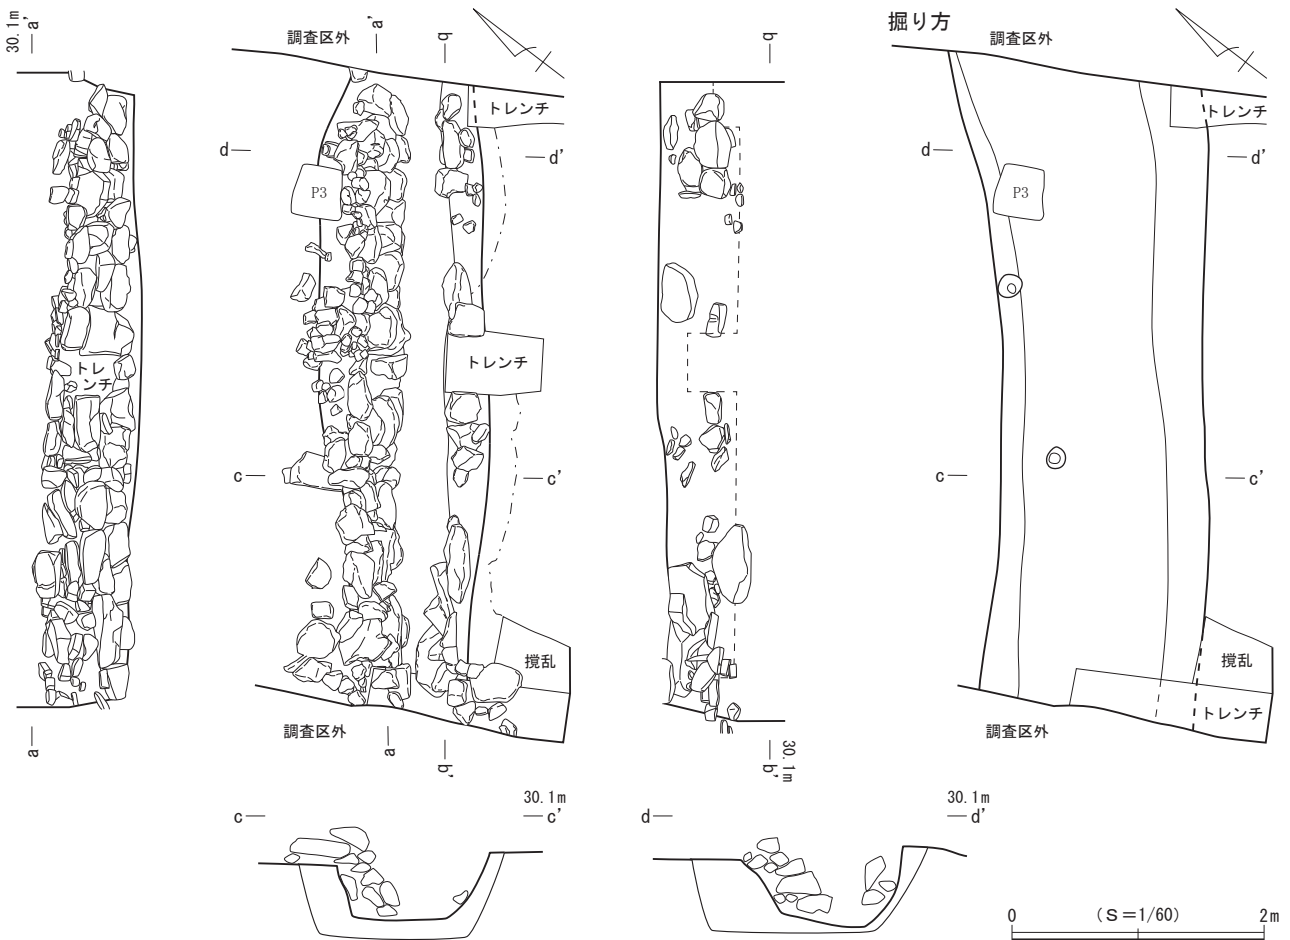 30.1m
a'
調査区外
a'
b
b
掘り方
調査区外
トレンチ
トレンチ
d
d'
d
d'
P3
P3
トレ
ンチ
トレンチ
c
c'
c
c'
撹乱
撹乱
トレンチ
調査区外
調査区外
a
a
b'
30.1m
b'
30.1m
30.1m
c
c'
d
d'
0
(S=1/60)
2m